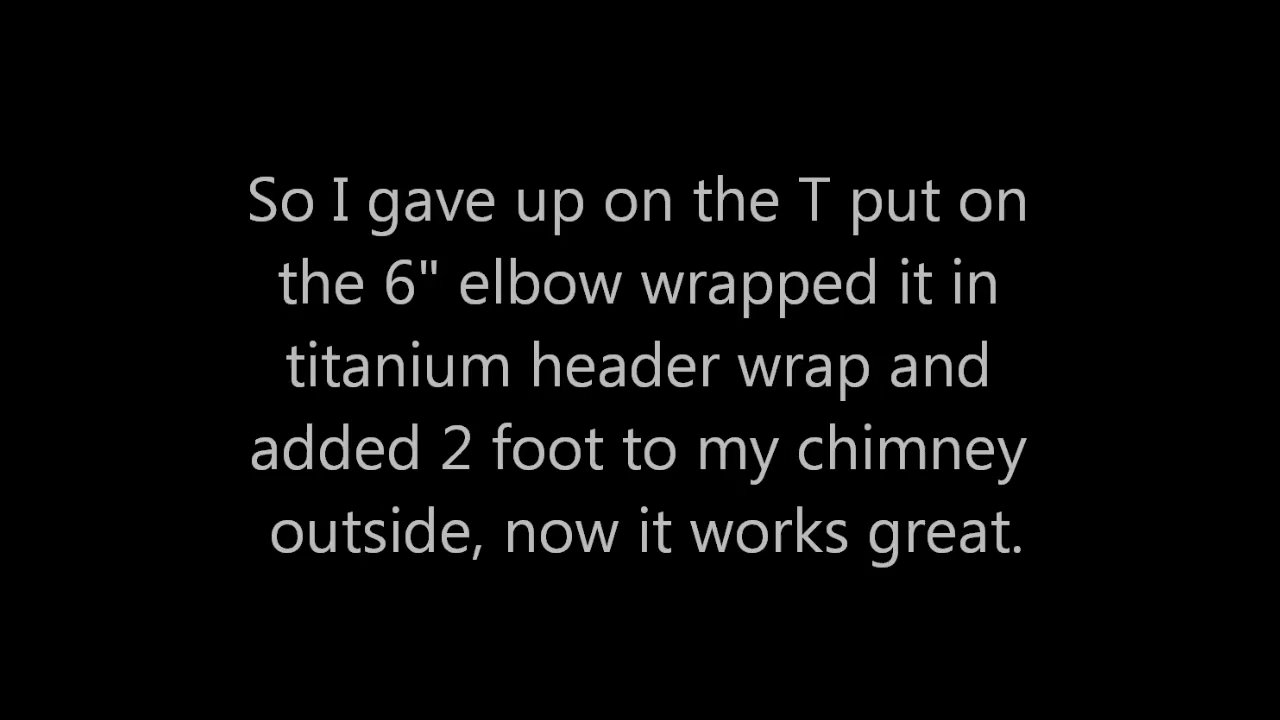 So I gave up on the T put on
the 6" elbow wrapped it in
titanium header wrap and
added 2 foot to my chimney
outside, now it works great.